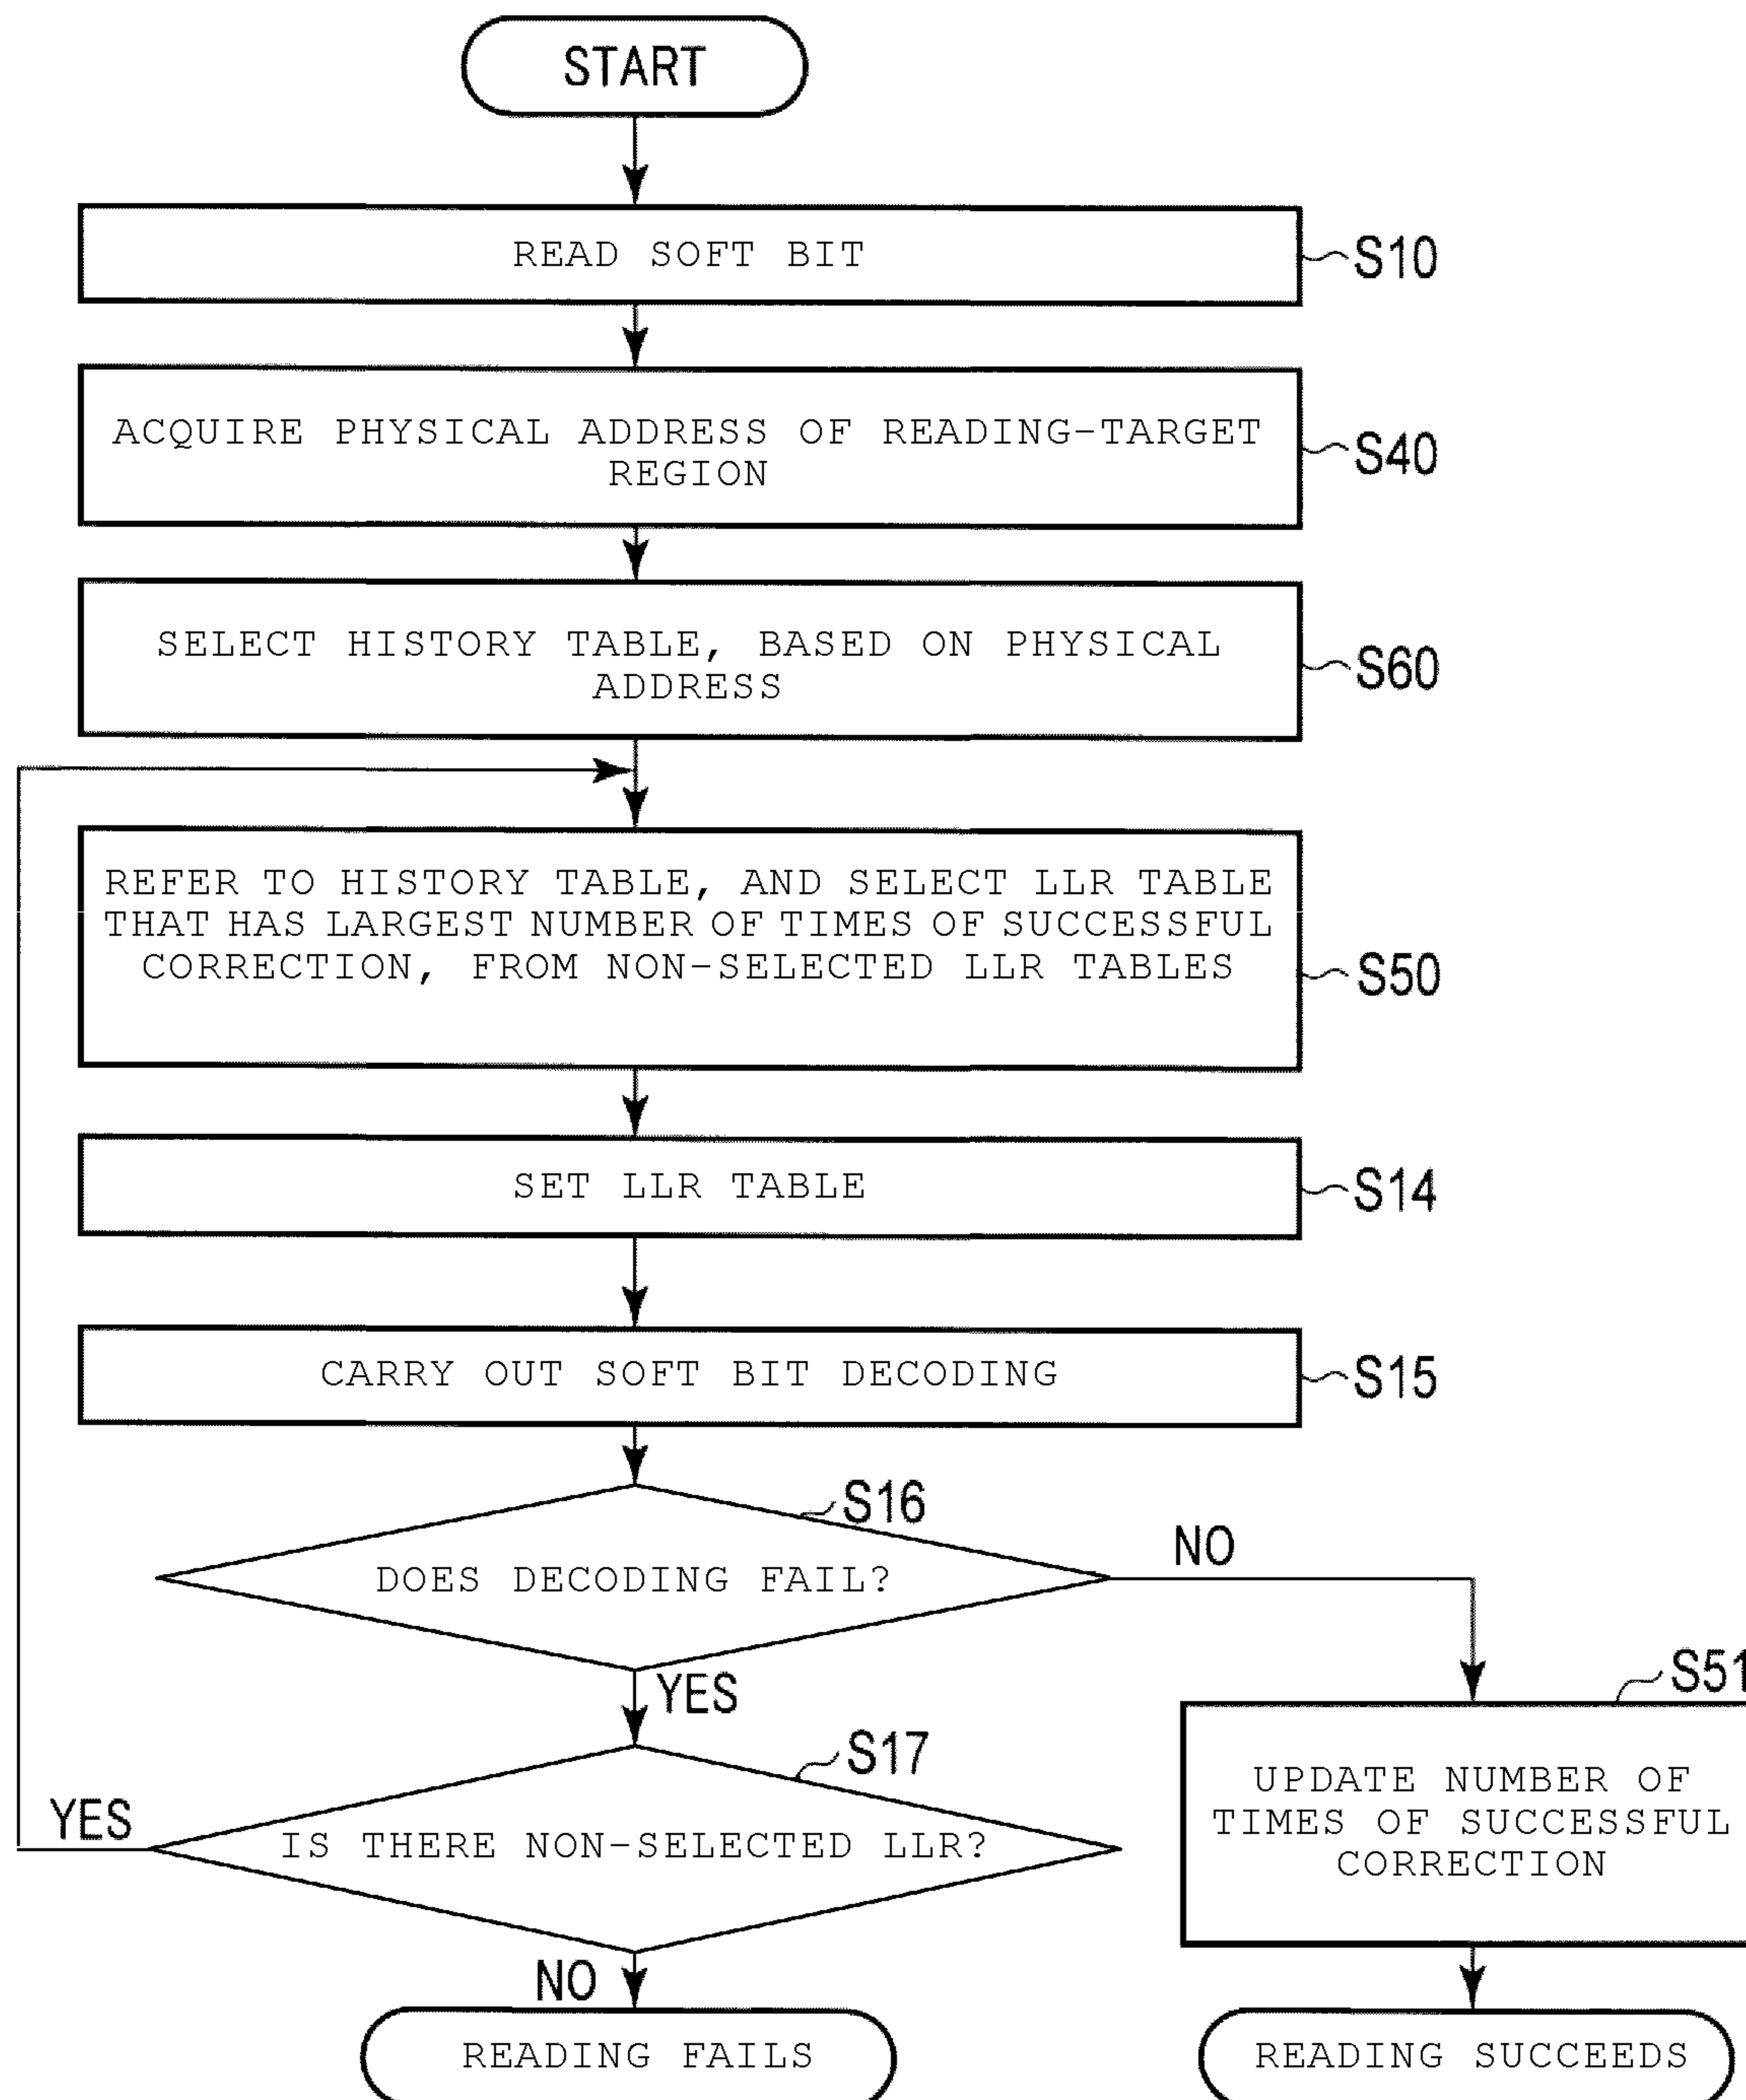 START
READ SOFT BIT
S10
ACQUIRE PHYSICAL ADDRESS OF READING-TARGET
REGION
S40
SELECT HISTORY TABLE, BASED ON PHYSICAL
ADDRESS
S60
REFER TO HISTORY TABLE, AND SELECT LLR TABLE
THAT HAS LARGEST NUMBER OF TIMES OF SUCCESSFUL
CORRECTION, FROM NON-SELECTED LLR TABLES
S50
SET LLR TABLE
S14
CARRY OUT SOFT BIT DECODING
S15
S16
DOES DECODING FAIL?
NO
YES
S51
S17
IS THERE NON-SELECTED LLR?
YES
NO
UPDATE NUMBER OF
TIMES OF SUCCESSFUL
CORRECTION
READING FAILS
READING SUCCEEDS